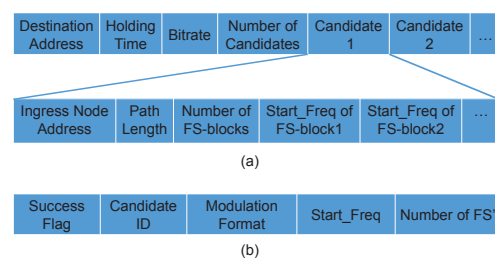 Destination Address Holding Time Bitrate Number of Candidates Candidate 1 Candidate 2 ...
Ingress Node Address Path Length Number of FS-blocks Start_Freq of FS-block1 Start_Freq of FS-block2 ...
(a)
Success Flag Candidate ID Modulation Format Start_Freq Number of FS'
(b)